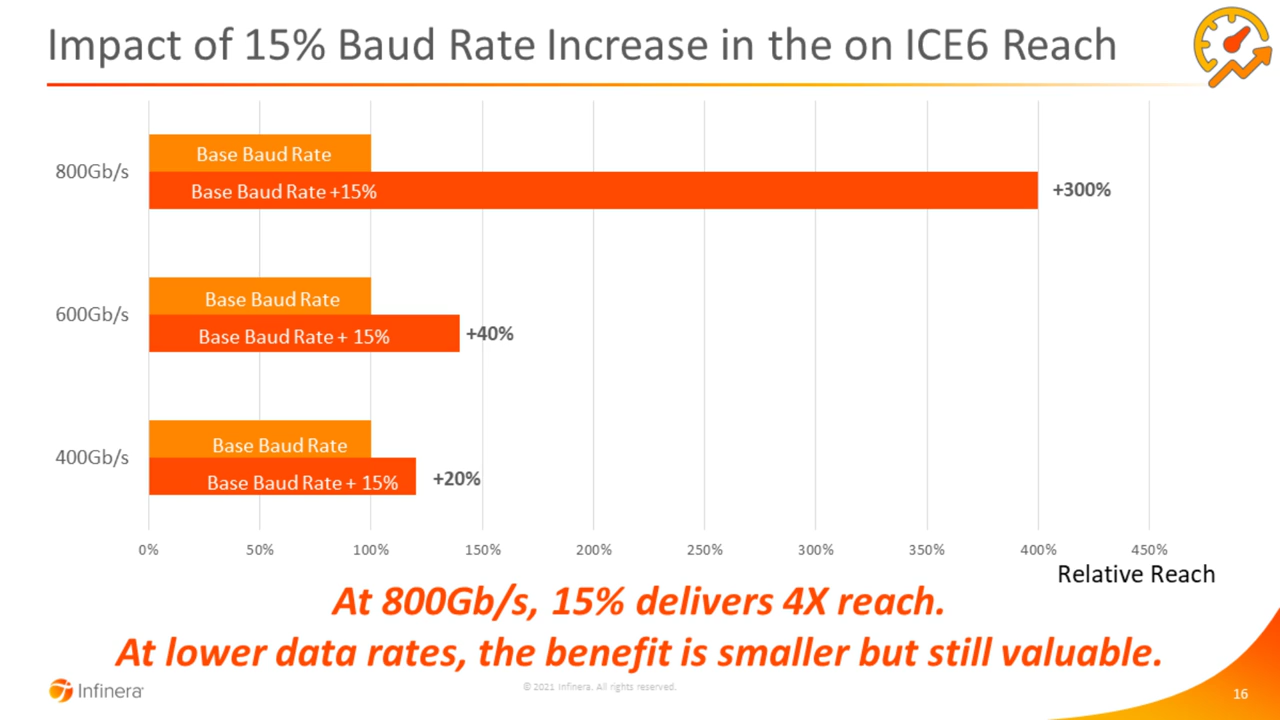 Impact of 15% Baud Rate Increase in the on ICE6 Reach
800Gb/s
Base Baud Rate
Base Baud Rate +15%
+300%
600Gb/s
Base Baud Rate
Base Baud Rate + 15%
+40%
400Gb/s
Base Baud Rate
Base Baud Rate + 15%
+20%
0% 50% 100% 150% 200% 250% 300% 350% 400% 450%
Relative Reach
At 800Gb/s, 15% delivers 4X reach.
At lower data rates, the benefit is smaller but still valuable.
Infinera
© 2021 Infinera. All rights reserved.
16